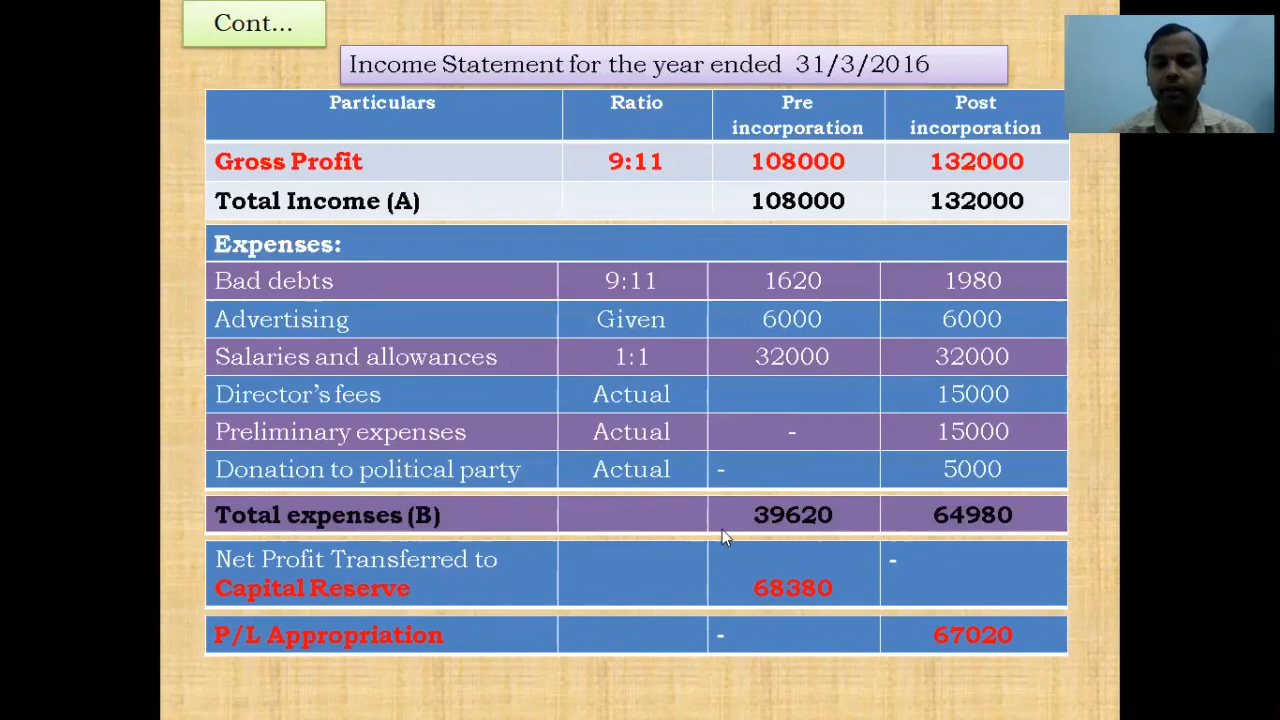 Cont...
Income Statement for the year ended 31/3/2016
Particulars Ratio Pre incorporation Post incorporation
Gross Profit 9:11 108000 132000
Total Income (A) 108000 132000
Expenses:
Bad debts 9:11 1620 1980
Advertising Given 6000 6000
Salaries and allowances 1:1 32000 32000
Director's fees Actual 15000
Preliminary expenses Actual - 15000
Donation to political party Actual - 5000
Total expenses (B) 39620 64980
Net Profit Transferred to -
Capital Reserve 68380
P/L Appropriation - 67020